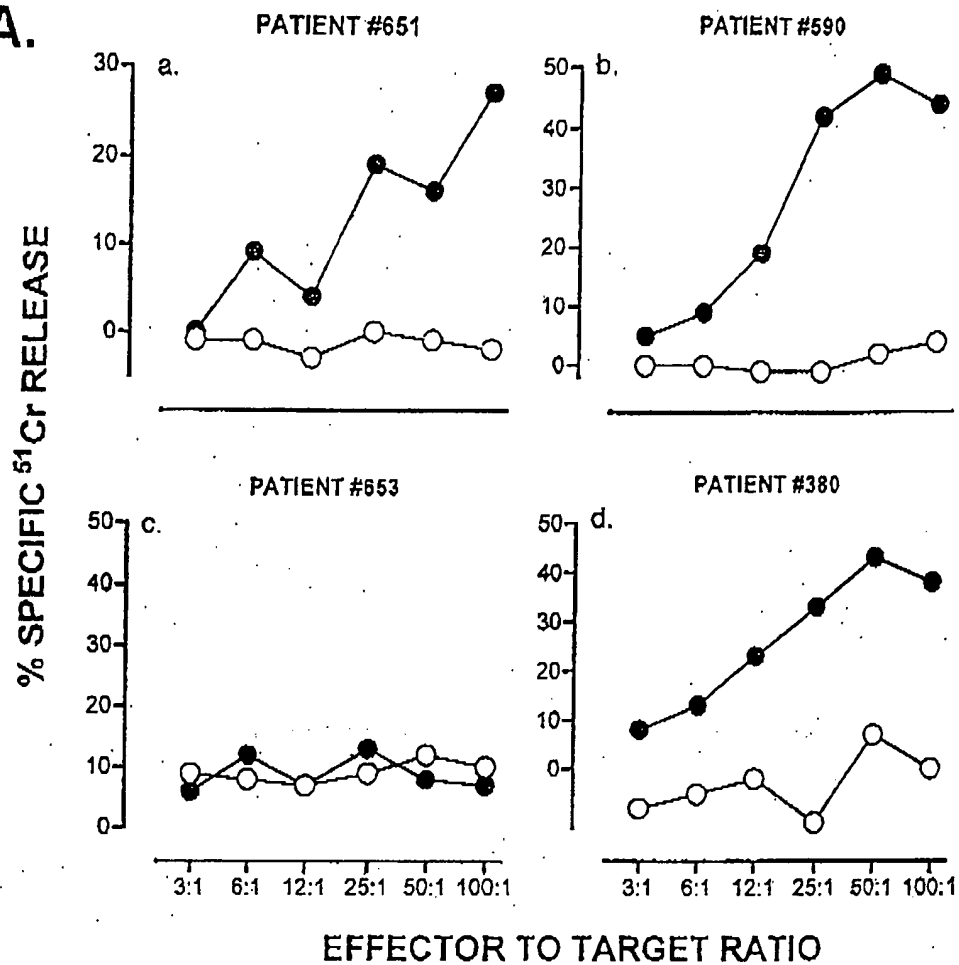 A.
PATIENT #651
PATIENT #590
a.
30
20
10
0
b.
50
40
30
20
10
0
% SPECIFIC ⁵¹Cr RELEASE
PATIENT #653
PATIENT #380
c.
50
40
30
20
10
0
d.
50
40
30
20
10
0
3:1 6:1 12:1 25:1 50:1 100:1
3:1 6:1 12:1 25:1 50:1 100:1
EFFECTOR TO TARGET RATIO